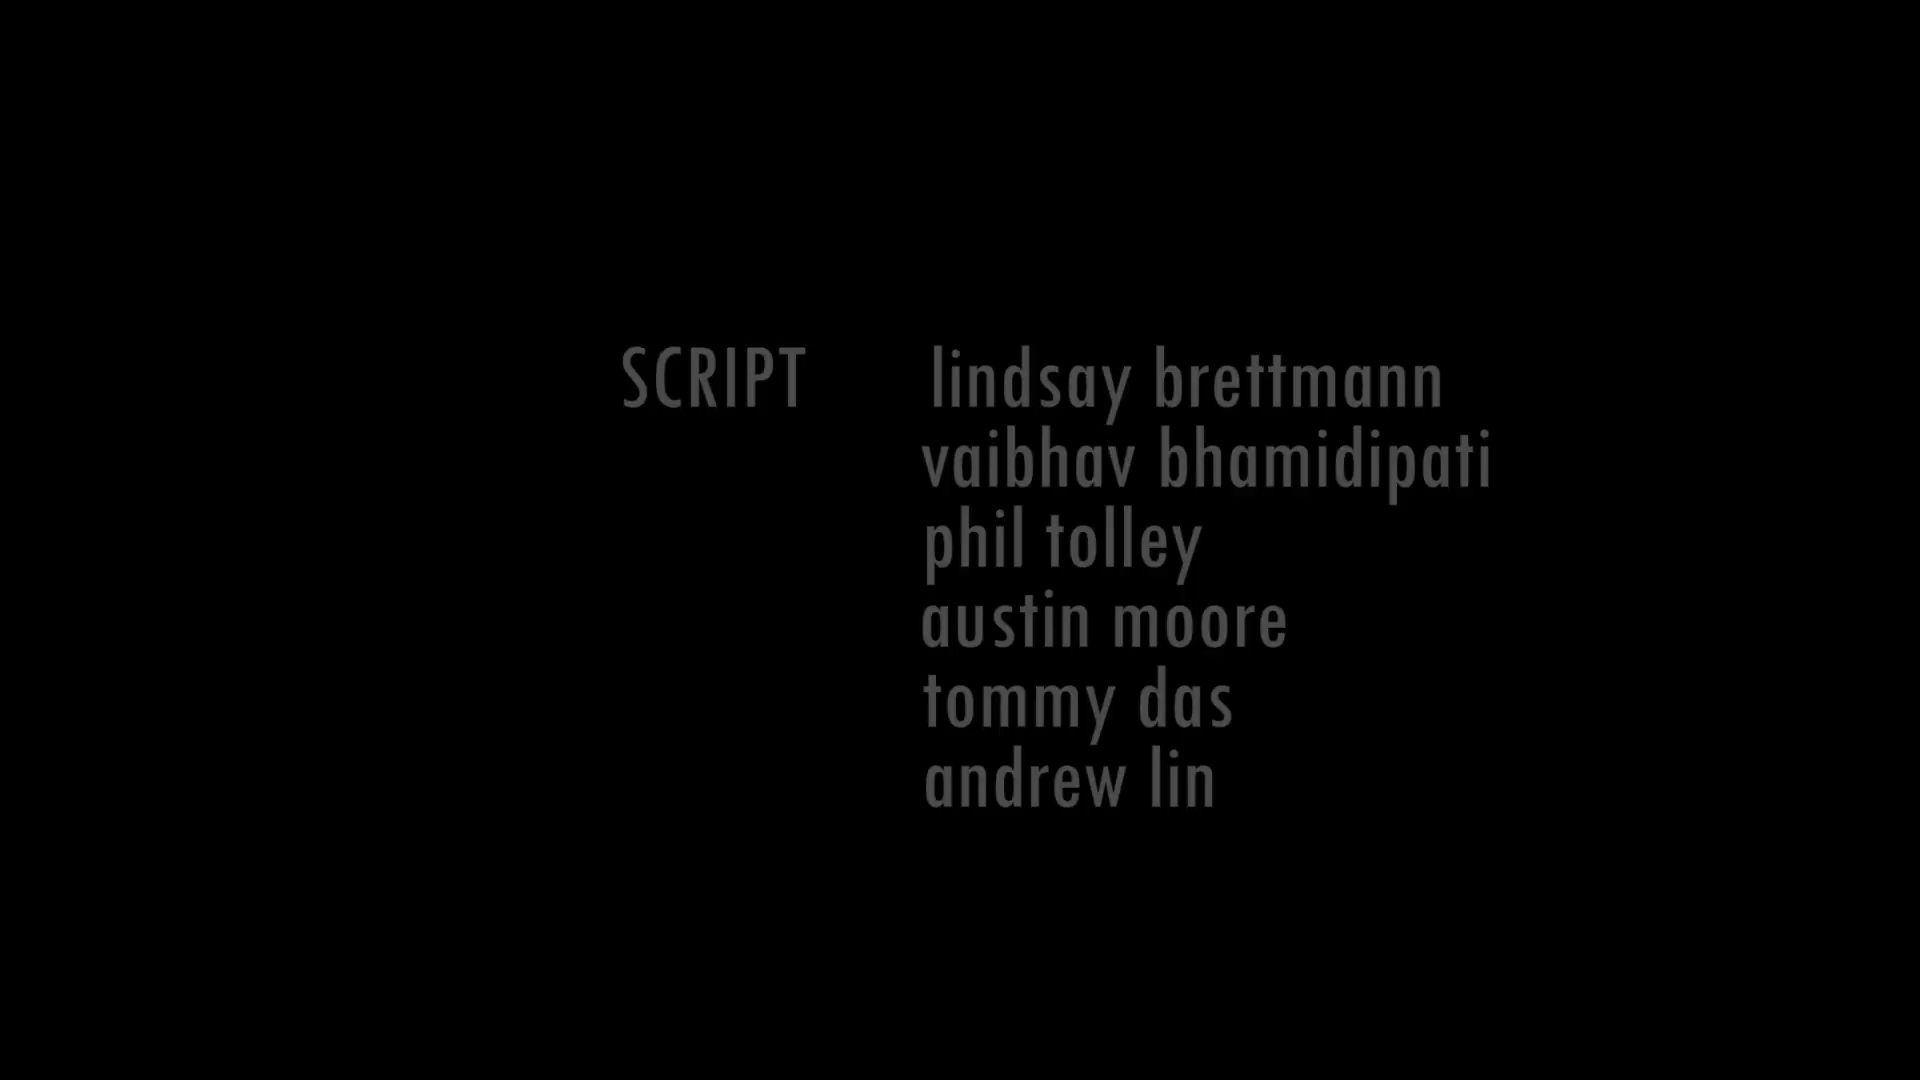 SCRIPT lindsay brettmann
vaibhav bhamidipati
phil tolley
austin moore
tommy das
andrew lin